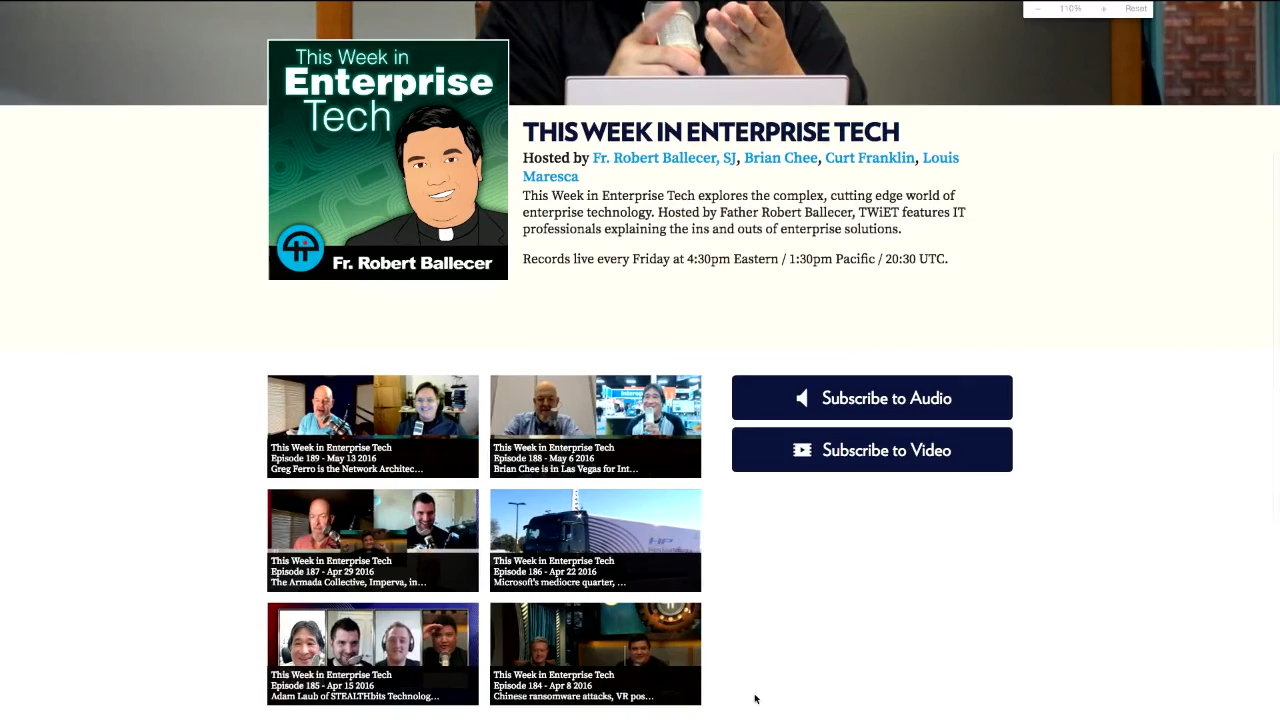 110%
Reset
This Week in
Enterprise
Tech
Fr. Robert Ballecer
THIS WEEK IN ENTERPRISE TECH
Hosted by Fr. Robert Ballecer, SJ, Brian Chee, Curt Franklin, Louis
Maresca
This Week in Enterprise Tech explores the complex, cutting edge world of
enterprise technology. Hosted by Father Robert Ballecer, TWiET features IT
professionals explaining the ins and outs of enterprise solutions.
Records live every Friday at 4:30pm Eastern / 1:30pm Pacific / 20:30 UTC.
This Week in Enterprise Tech
Episode 189 - May 13 2016
Greg Ferro is the Network Architec...
This Week in Enterprise Tech
Episode 188 - May 6 2016
Brian Chee is in Las Vegas for Int...
Subscribe to Audio
Subscribe to Video
This Week in Enterprise Tech
Episode 187 - Apr 29 2016
The Armada Collective, Imperva, in...
This Week in Enterprise Tech
Episode 186 - Apr 22 2016
Microsoft's mediocre quarter, ...
This Week in Enterprise Tech
Episode 185 - Apr 15 2016
Adam Laub of STEALTHbits Technolog...
This Week in Enterprise Tech
Episode 184 - Apr 8 2016
Chinese ransomware attacks, VR pos...